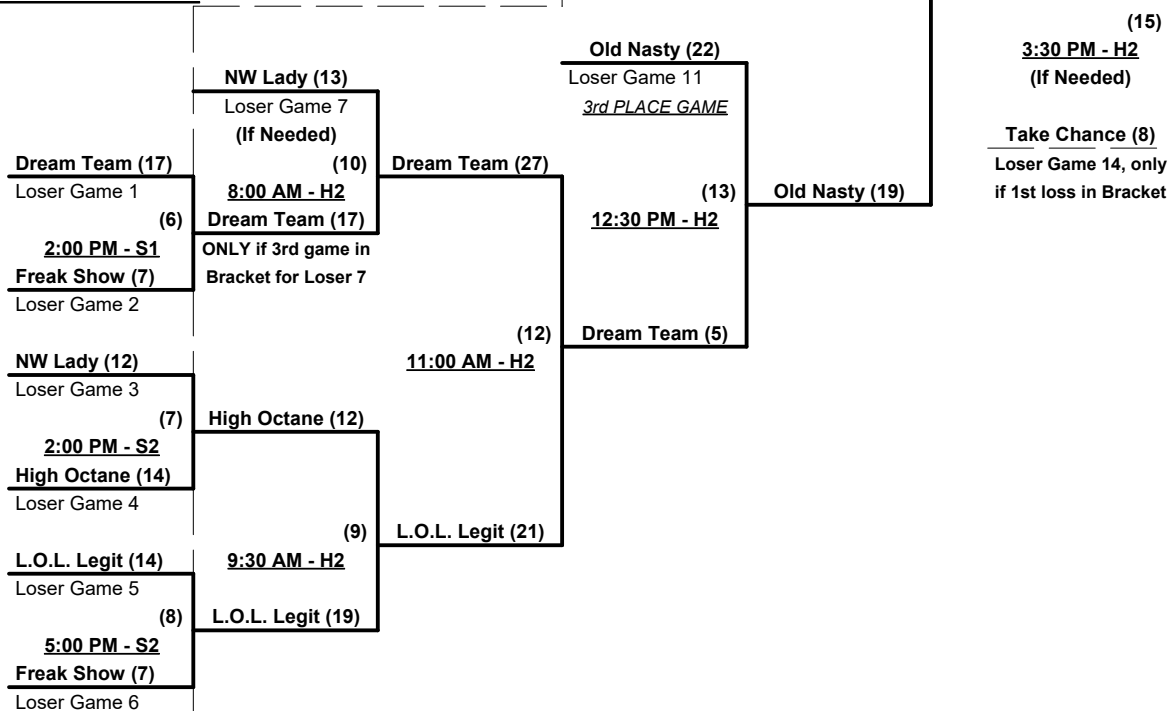 (15)
Old Nasty (22)
3:30 PM - H2
NW Lady (13)
Loser Game 11
(If Needed)
Loser Game 7
3rd PLACE GAME
(If Needed)
Take Chance (8)
Dream Team (17)
(10)
Dream Team (27)
Loser Game 14, only
Loser Game 1
8:00 AM - H2
(13)
Old Nasty (19)
if 1st loss in Bracket
(6)
Dream Team (17)
12:30 PM - H2
2:00 PM - S1
ONLY if 3rd game in
Freak Show (7)
Bracket for Loser 7
Loser Game 2
(12)
Dream Team (5)
NW Lady (12)
11:00 AM - H2
Loser Game 3
(7)
High Octane (12)
2:00 PM - S2
High Octane (14)
Loser Game 4
(9)
L.O.L. Legit (21)
L.O.L. Legit (14)
9:30 AM - H2
Loser Game 5
(8)
L.O.L. Legit (19)
5:00 PM - S2
Freak Show (7)
Loser Game 6